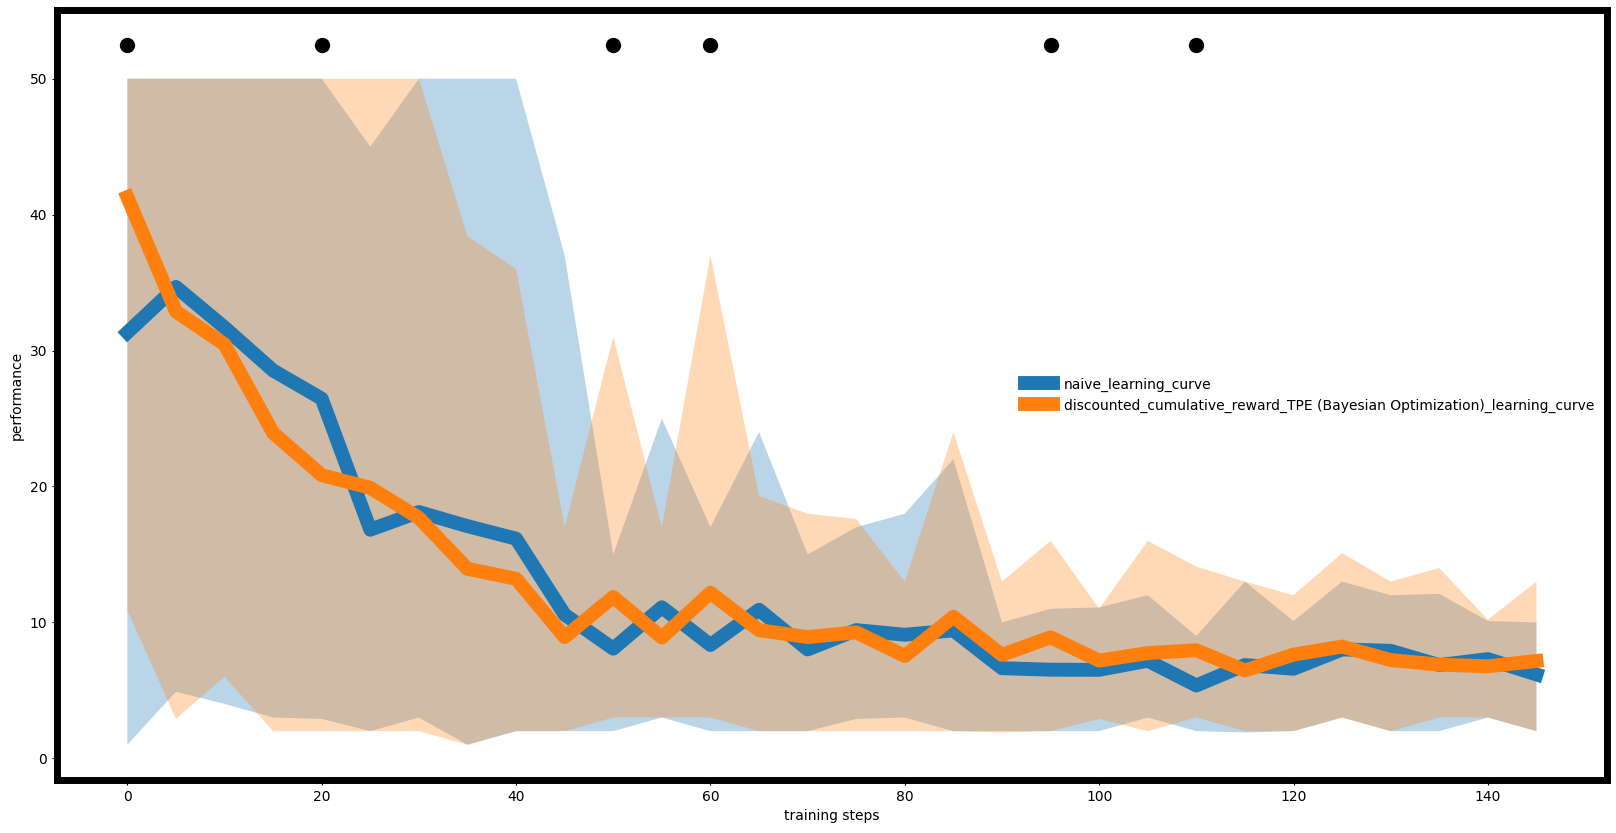 50
40
30
20
10
0
performance
naive_learning_curve
discounted_cumulative_reward_TPE (Bayesian Optimization)_learning_curve
0 20 40 60 80 100 120 140
training steps